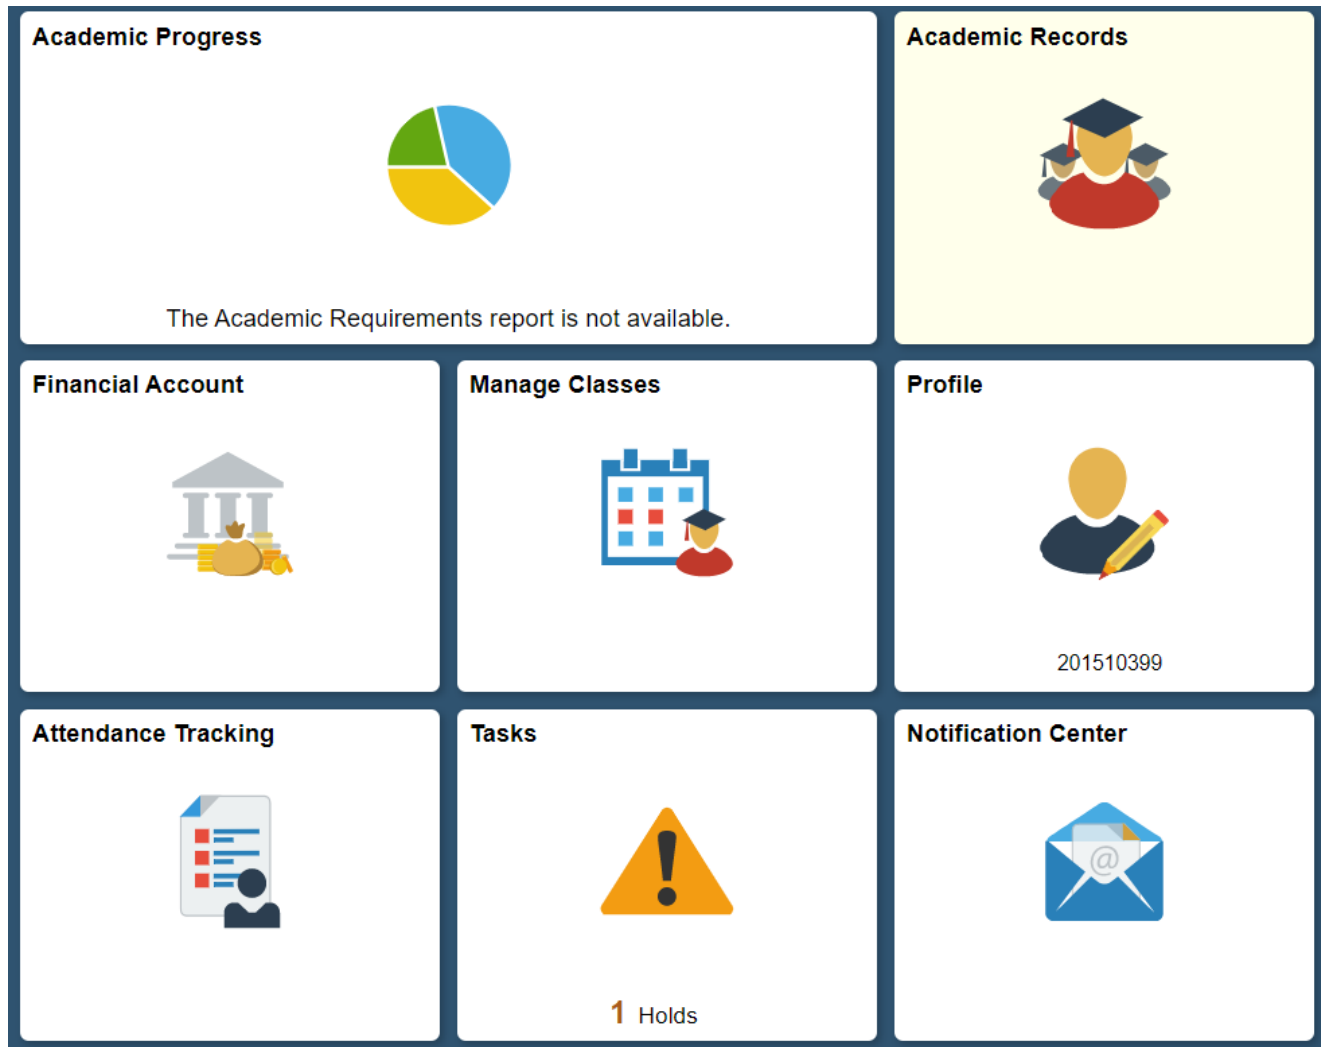 Academic Progress
The Academic Requirements report is not available.
Academic Records
Financial Account
Manage Classes
Profile
201510399
Attendance Tracking
Tasks
1 Holds
Notification Center
@